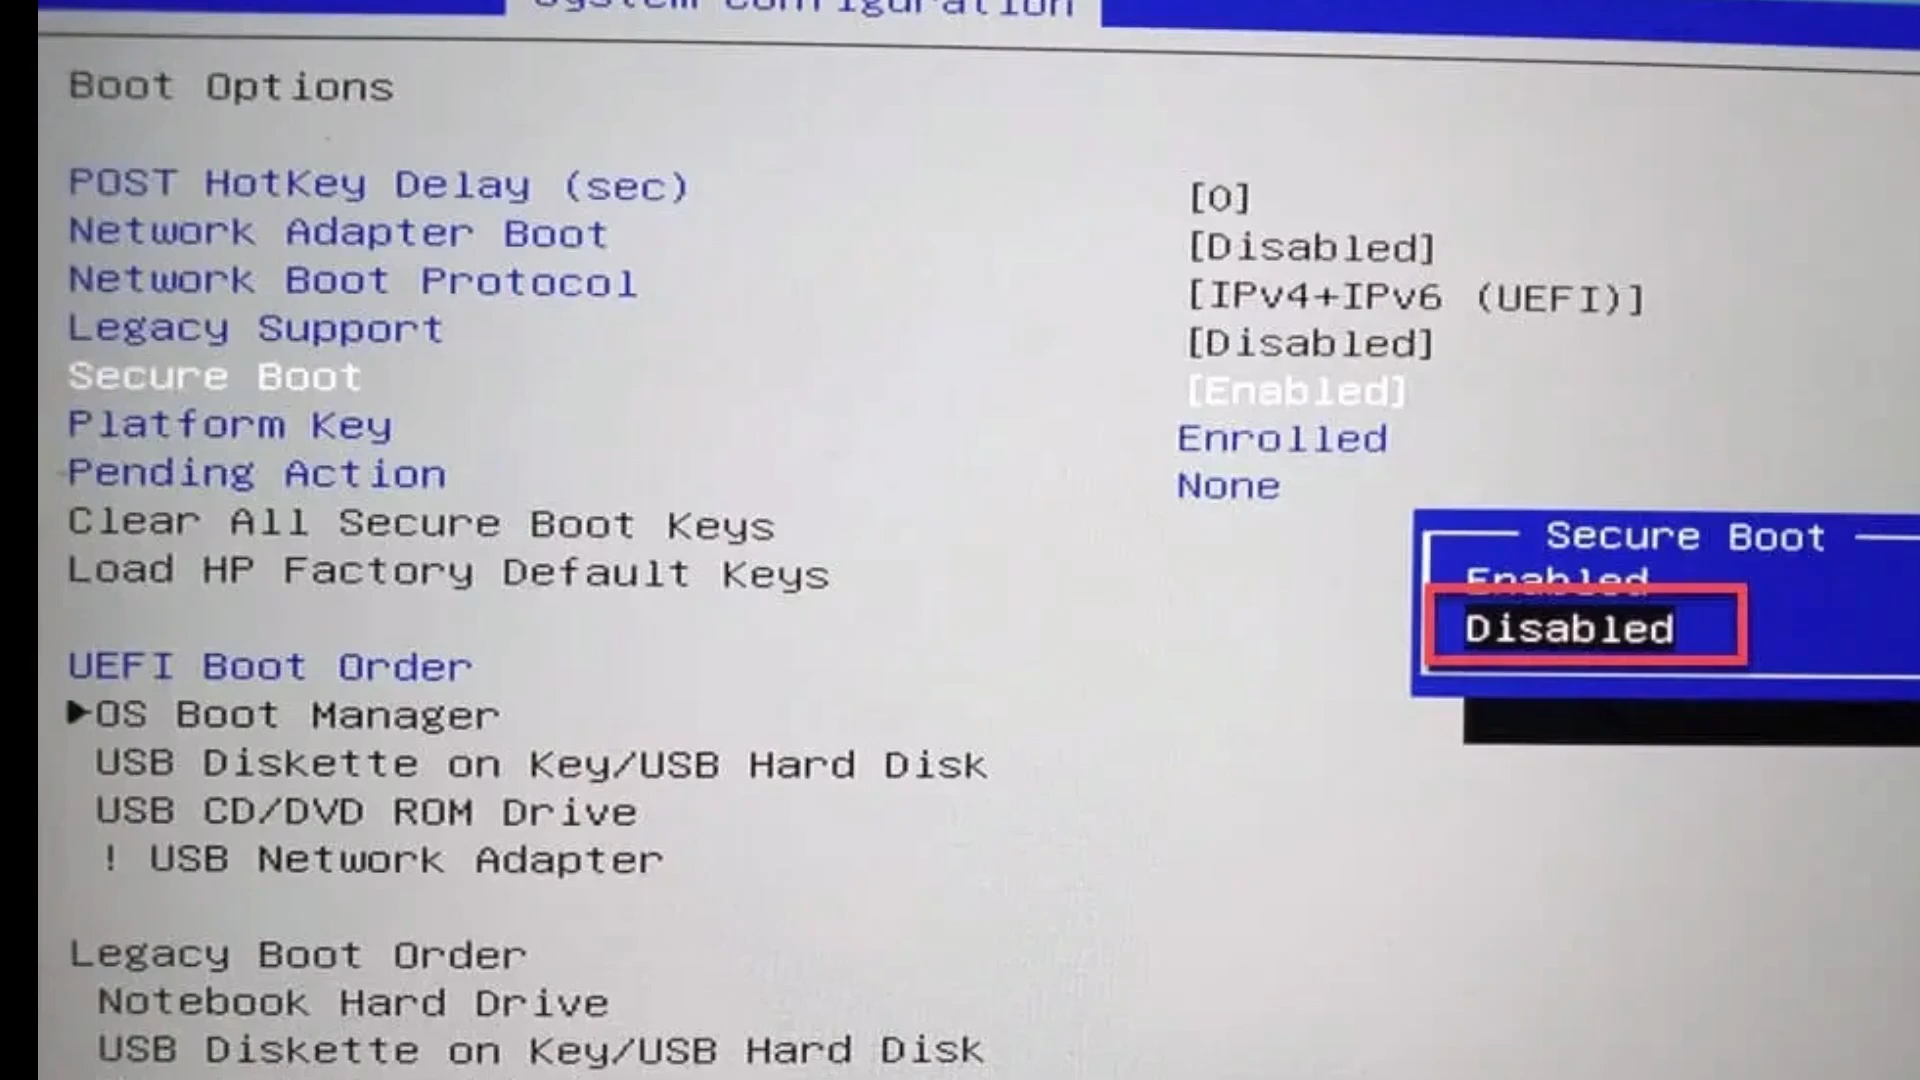 System Configuration
Boot Options
POST HotKey Delay (sec) [0]
Network Adapter Boot [Disabled]
Network Boot Protocol [IPv4+IPv6 (UEFI)]
Legacy Support [Disabled]
Secure Boot [Enabled]
Platform Key Enrolled
Pending Action None
Clear All Secure Boot Keys
Load HP Factory Default Keys
Secure Boot
Enabled
Disabled
UEFI Boot Order
▶OS Boot Manager
USB Diskette on Key/USB Hard Disk
USB CD/DVD ROM Drive
! USB Network Adapter
Legacy Boot Order
Notebook Hard Drive
USB Diskette on Key/USB Hard Disk